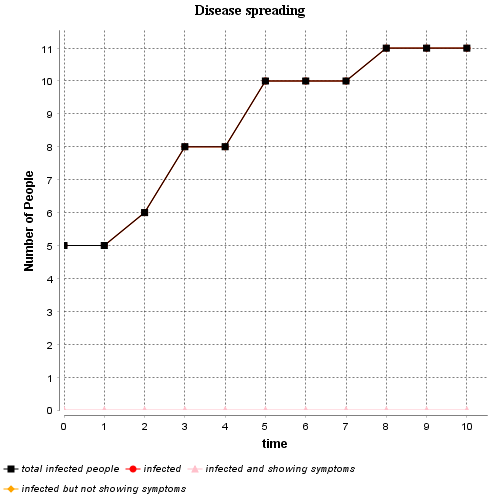 Disease spreading
Number of People
11
10
9
8
7
6
5
4
3
2
1
0
0 1 2 3 4 5 6 7 8 9 10
time
total infected people infected infected and showing symptoms
infected but not showing symptoms